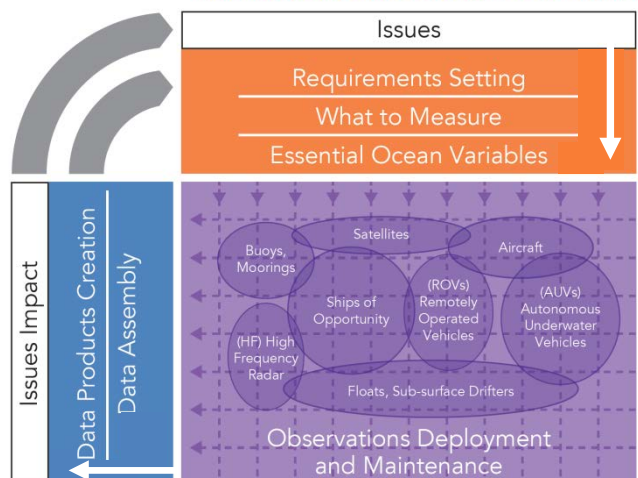 Issues
Requirements Setting
What to Measure
Essential Ocean Variables
Issues Impact
Data Products Creation
Data Assembly
Satellites
Aircraft
Buoys,
Moorings
Ships of
Opportunity
(ROVs)
Remotely
Operated
Vehicles
(AUVs)
Autonomous
Underwater
Vehicles
(HF) High
Frequency
Radar
Floats, Sub-surface Drifters
Observations Deployment
and Maintenance